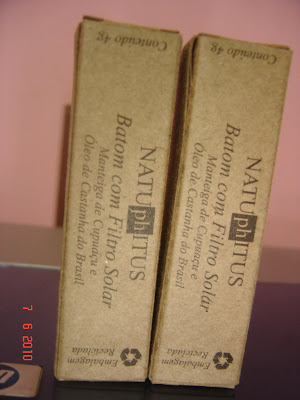 Conteúdo 4g
NATUphITUS
Batom com Filtro Solar
Manteiga de Cupuaçu e
Óleo de Castanha do Brasil
Embalagem
Reciclada
Conteúdo 4g
NATUphITUS
Batom com Filtro Solar
Manteiga de Cupuaçu e
Óleo de Castanha do Brasil
Embalagem
Reciclada
7 6 2010